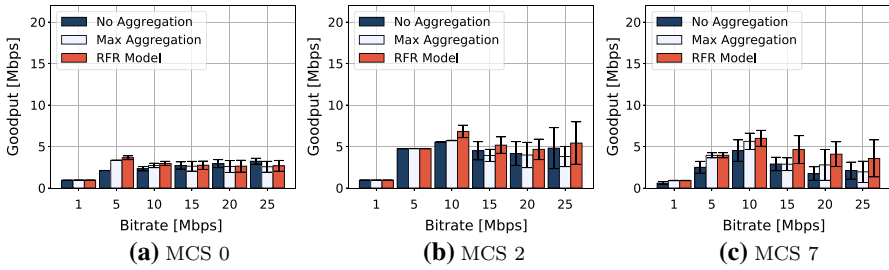 Goodput [Mbps]
20
15
10
5
0
No Aggregation
Max Aggregation
RFR Model
1 5 10 15 20 25
Bitrate [Mbps]
(a) MCS 0
Goodput [Mbps]
20
15
10
5
0
No Aggregation
Max Aggregation
RFR Model
1 5 10 15 20 25
Bitrate [Mbps]
(b) MCS 2
Goodput [Mbps]
20
15
10
5
0
No Aggregation
Max Aggregation
RFR Model
1 5 10 15 20 25
Bitrate [Mbps]
(c) MCS 7